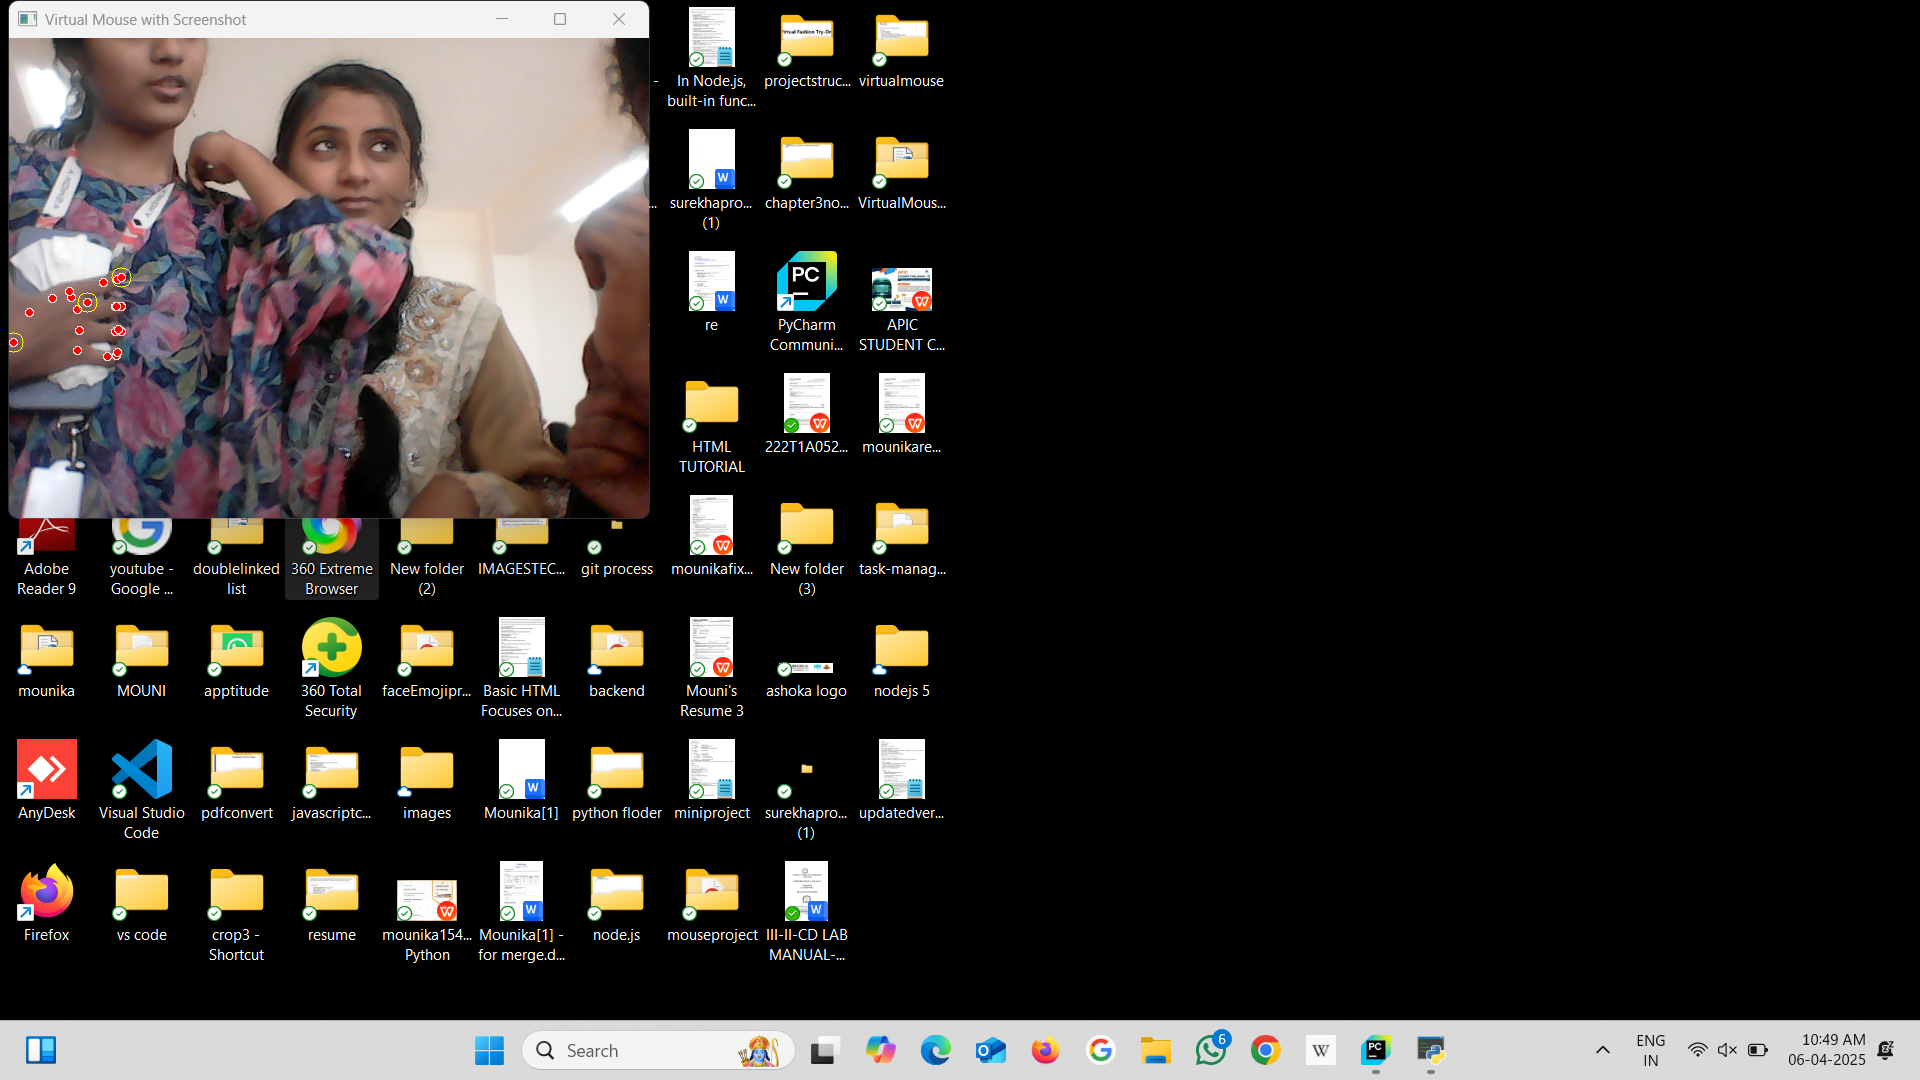 Virtual Mouse with Screenshot
In Node.js,
built-in func...
projectstruc...
virtualmouse
surekhapro...
(1)
chapter3no...
VirtualMous...
re
PyCharm
Communi...
APIC
STUDENT C...
HTML
TUTORIAL
222T1A052...
mounikare...
Adobe
Reader 9
youtube -
Google ...
doublelinked
list
360 Extreme
Browser
New folder
(2)
IMAGESTEC...
git process
mounikafix...
New folder
(3)
task-manag...
mounika
MOUNI
apptitude
360 Total
Security
faceEmojipr...
Basic HTML
Focuses on...
backend
Mouni's
Resume 3
ashoka logo
nodejs 5
AnyDesk
Visual Studio
Code
pdfconvert
javascriptc...
images
Mounika[1]
python floder
miniproject
surekhapro...
(1)
updatedver...
Firefox
vs code
crop3 -
Shortcut
resume
mounika154...
Python
Mounika[1] -
for merge.d...
node.js
mouseproject
III-II-CD LAB
MANUAL-...
Search
6
ENG
IN
10:49 AM
06-04-2025